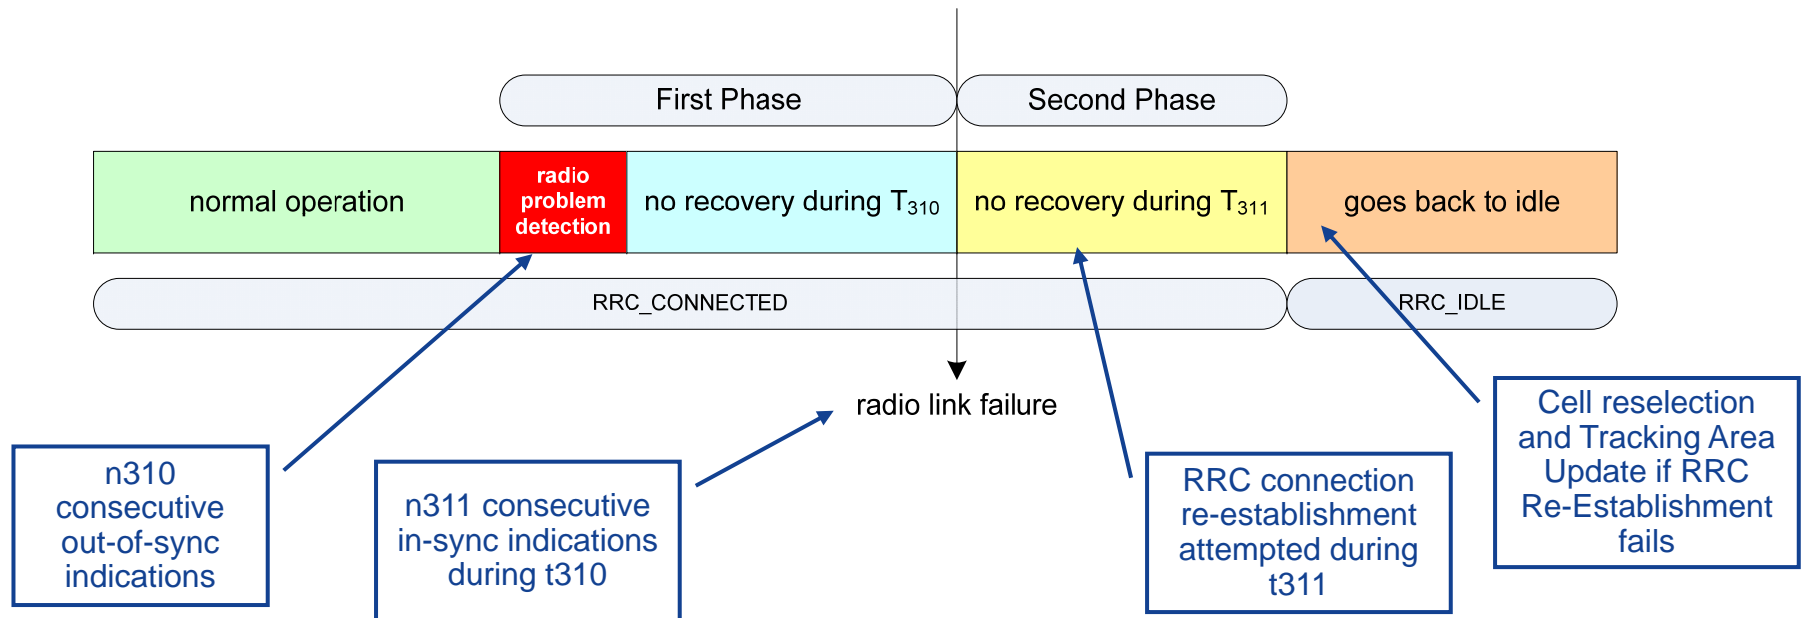 First Phase
Second Phase
normal operation
radio
problem
detection
no recovery during T310
no recovery during T311
goes back to idle
RRC_CONNECTED
RRC_IDLE
radio link failure
n310
consecutive
out-of-sync
indications
n311 consecutive
in-sync indications
during t310
RRC connection
re-establishment
attempted during
t311
Cell reselection
and Tracking Area
Update if RRC
Re-Establishment
fails